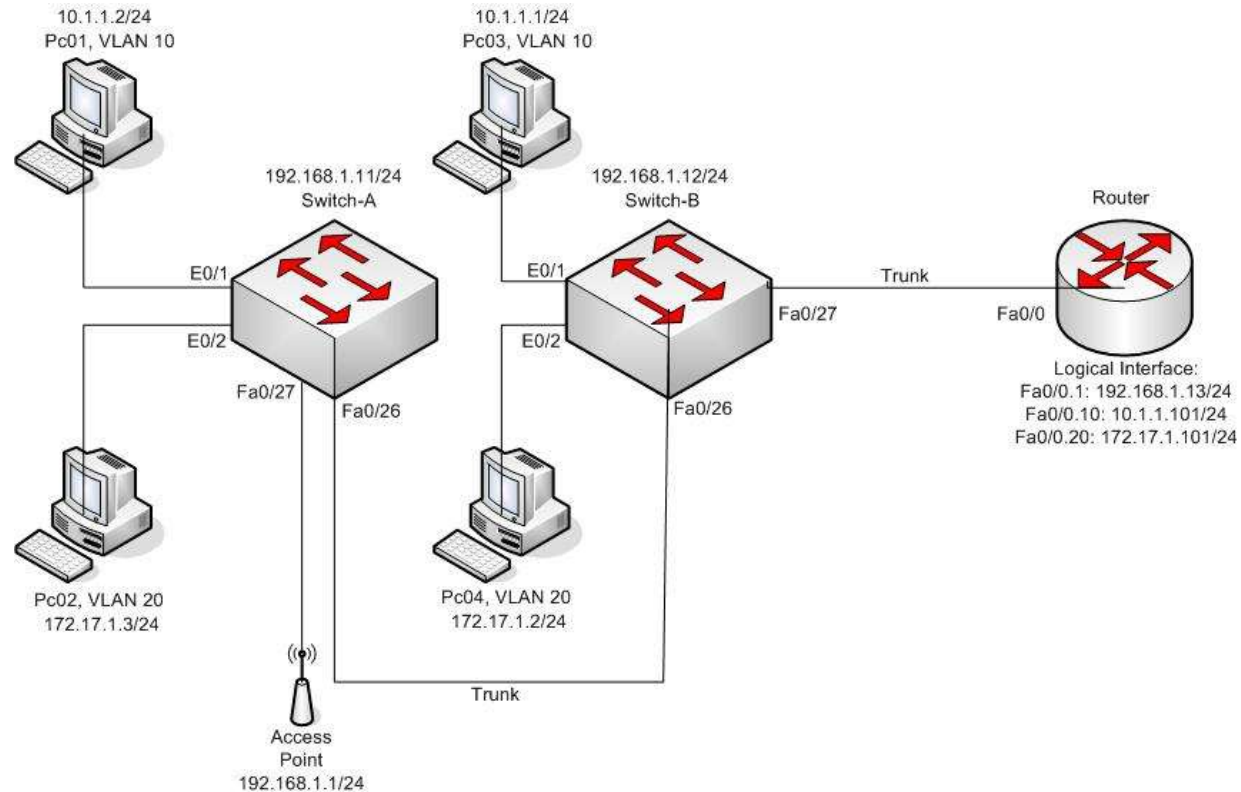 10.1.1.2/24
Pc01, VLAN 10
10.1.1.1/24
Pc03, VLAN 10
192.168.1.11/24
Switch-A
192.168.1.12/24
Switch-B
Router
E0/1
E0/1
Trunk
E0/2
E0/2
Fa0/27
Fa0/0
Fa0/27
Fa0/26
Fa0/26
Logical Interface:
Fa0/0.1: 192.168.1.13/24
Fa0/0.10: 10.1.1.101/24
Fa0/0.20: 172.17.1.101/24
Pc02, VLAN 20
172.17.1.3/24
Pc04, VLAN 20
172.17.1.2/24
Trunk
Access
Point
192.168.1.1/24